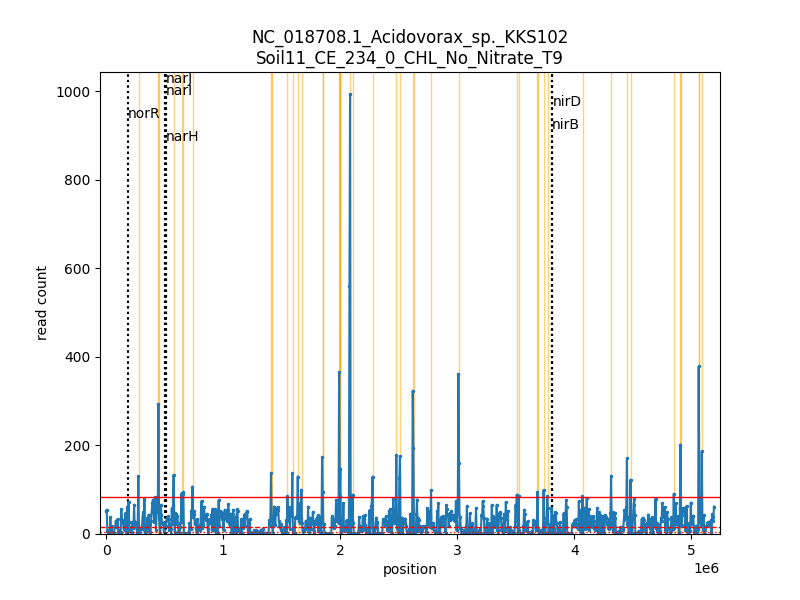 NC_018708.1_Acidovorax_sp._KKS102
Soil11_CE_234_0_CHL_No_Nitrate_T9
read count
1000
800
600
400
200
0
narJ
narI
norR
narH
nirD
nirB
0 1 2 3 4 5
1e6
position